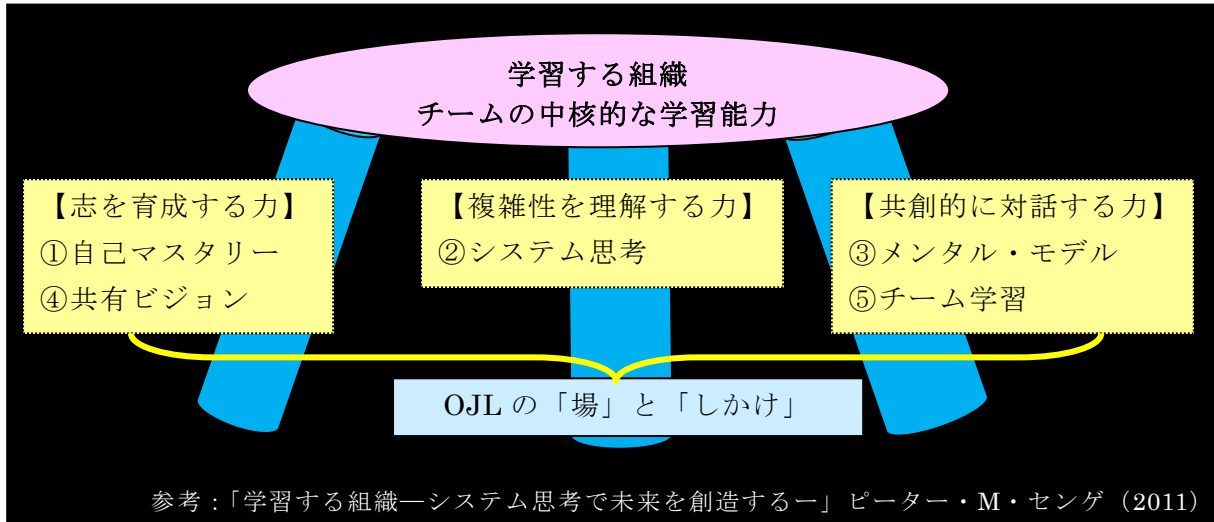 学習する組織
チームの中核的な学習能力
【志を育成する力】
①自己マスタリー
④共有ビジョン
【複雑性を理解する力】
②システム思考
【共創的に対話する力】
③メンタル・モデル
⑤チーム学習
OJL の「場」と「しかけ」
参考：「学習する組織―システム思考で未来を創造するー」ピーター・M・センゲ（2011）